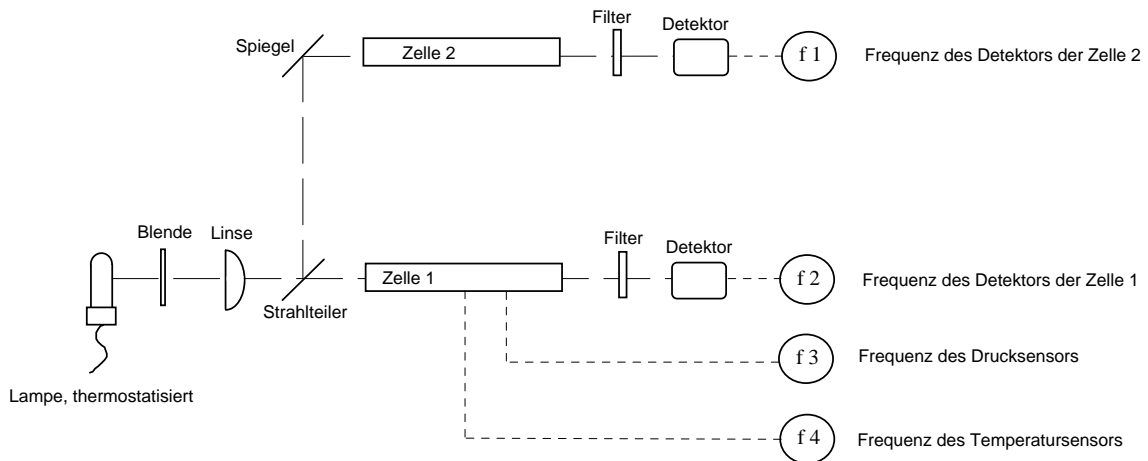 Filter
Detektor
Spiegel
Zelle 2
f 1
Frequenz des Detektors der Zelle 2
Blende
Linse
Filter
Detektor
Zelle 1
f 2
Frequenz des Detektors der Zelle 1
Strahlteiler
f 3
Frequenz des Drucksensors
Lampe, thermostatisiert
f 4
Frequenz des Temperatursensors